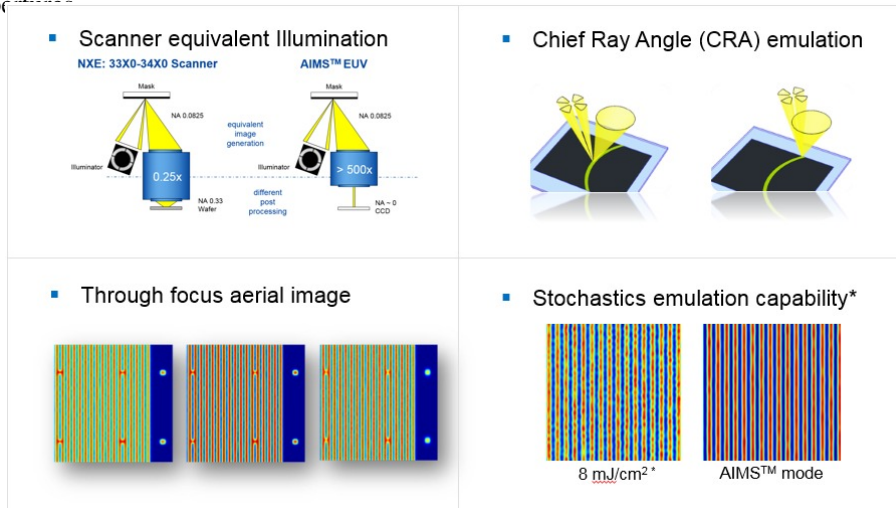 Scanner equivalent Illumination
NXE: 33X0-34X0 Scanner
AIMS™ EUV
Mask
Mask
NA 0.0825
NA 0.0825
equivalent
image
generation
Illuminator
Illuminator
0.25x
> 500x
different
post
processing
NA 0.33
Wafer
NA ~ 0
CCD
Chief Ray Angle (CRA) emulation
Through focus aerial image
Stochastics emulation capability*
8 mJ/cm² *
AIMS™ mode